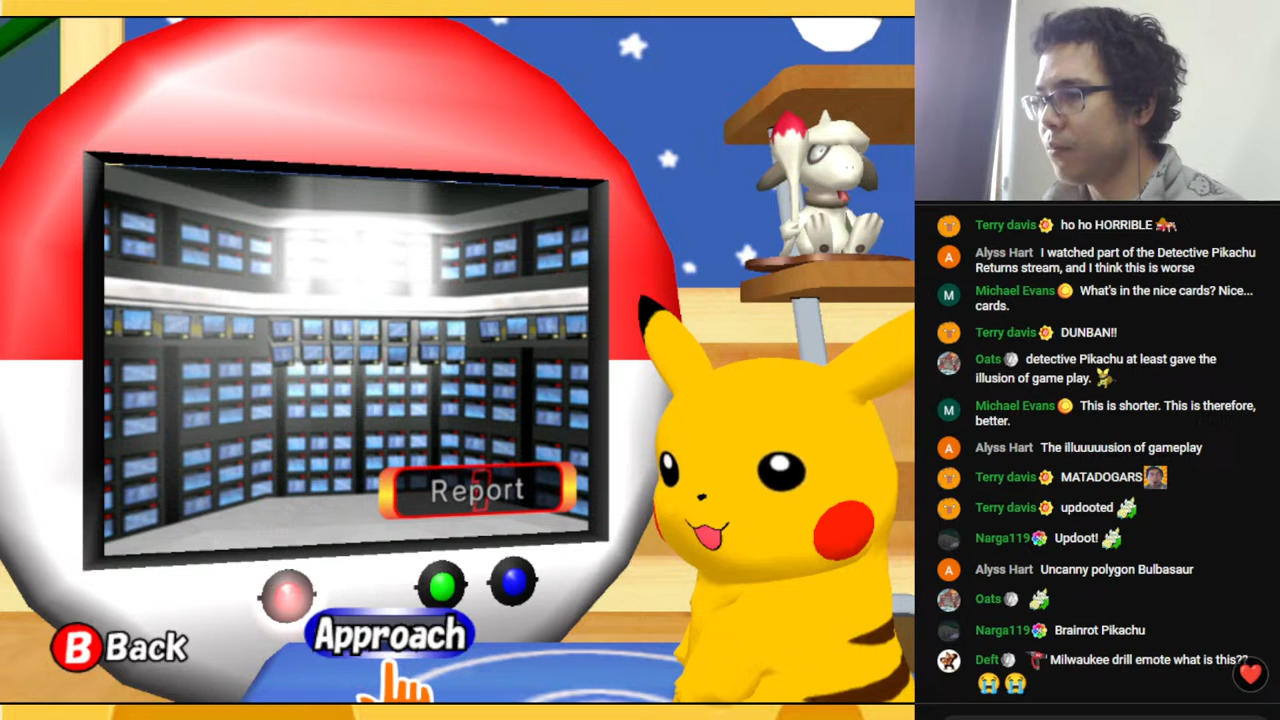 Report
Approach
B Back
Terry davis ho ho HORRIBLE
Alyss Hart I watched part of the Detective Pikachu
Returns stream, and I think this is worse
Michael Evans What's in the nice cards? Nice...
cards.
Terry davis DUNBAN!!
Oats detective Pikachu at least gave the
illusion of game play.
Michael Evans This is shorter. This is therefore,
better.
Alyss Hart The illuuuuusion of gameplay
Terry davis MATADOGARS
Terry davis updooted
Narga119 Updoot!
Alyss Hart Uncanny polygon Bulbasaur
Oats
Narga119 Brainrot Pikachu
Deft Milwaukee drill emote what is this??
A
M
M
A
A